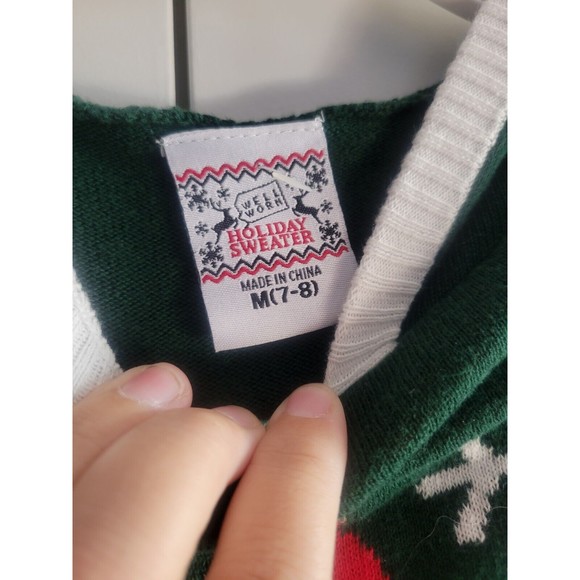 WELL
WORN
HOLIDAY
SWEATER
MADE IN CHINA
M(7-8)